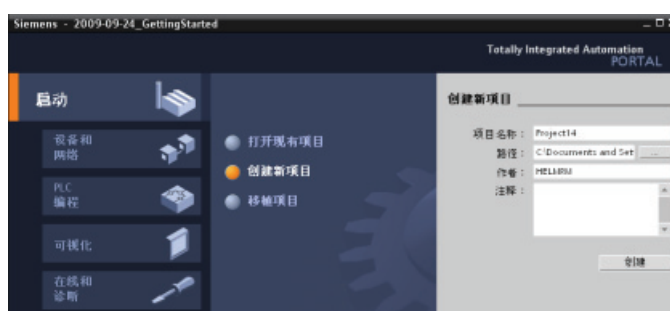 Siemens - 2009-09-24_GettingStarted
Totally Integrated Automation
PORTAL
启动
设备和
网络
PLC
编程
可视化
在线和
诊断
打开现有项目
创建新项目
移植项目
创建新项目
项目名称：Project14
路径：C:\Documents and Set ...
作者：
注释：
创建